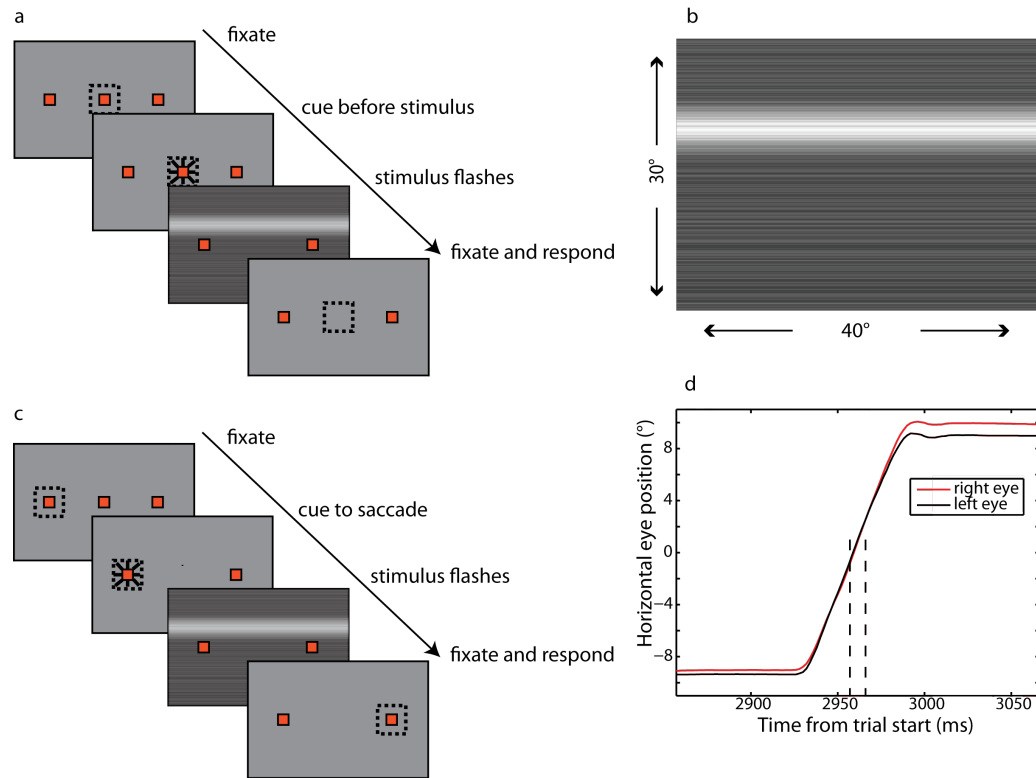 a
fixate
cue before stimulus
stimulus flashes
fixate and respond
b
30°
40°
c
fixate
cue to saccade
stimulus flashes
fixate and respond
d
Horizontal eye position (°)
8
4
0
−4
−8
right eye
left eye
2900
2950
3000
3050
Time from trial start (ms)